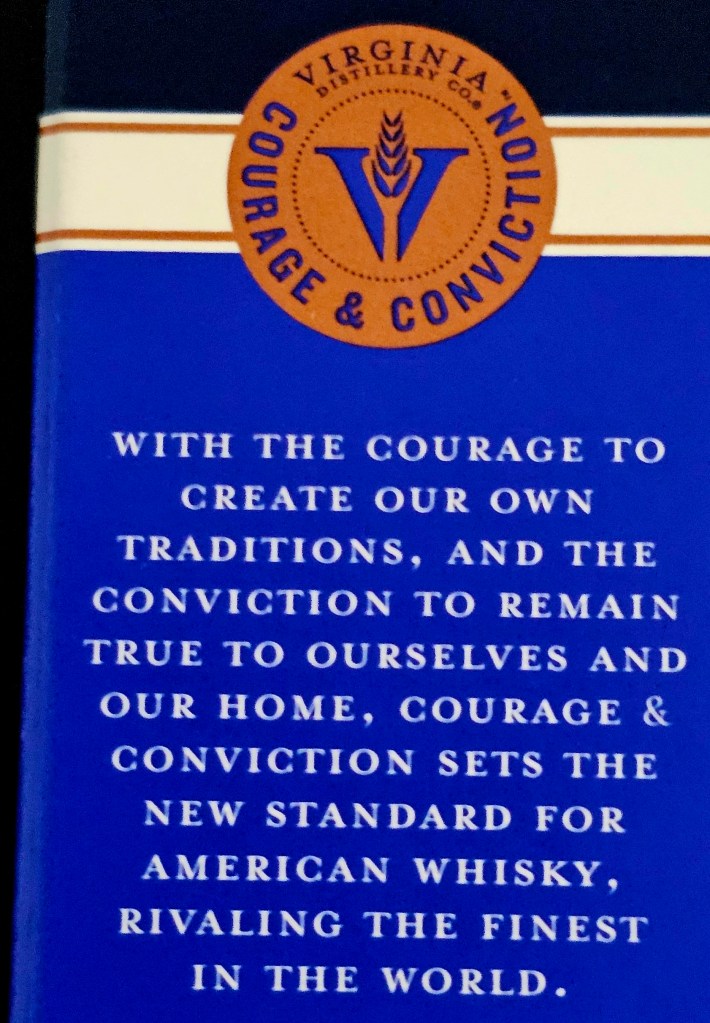 VIRGINIA
DISTILLERY CO.®
COURAGE & CONVICTION™
V
WITH THE COURAGE TO
CREATE OUR OWN
TRADITIONS, AND THE
CONVICTION TO REMAIN
TRUE TO OURSELVES AND
OUR HOME, COURAGE &
CONVICTION SETS THE
NEW STANDARD FOR
AMERICAN WHISKY,
RIVALING THE FINEST
IN THE WORLD.